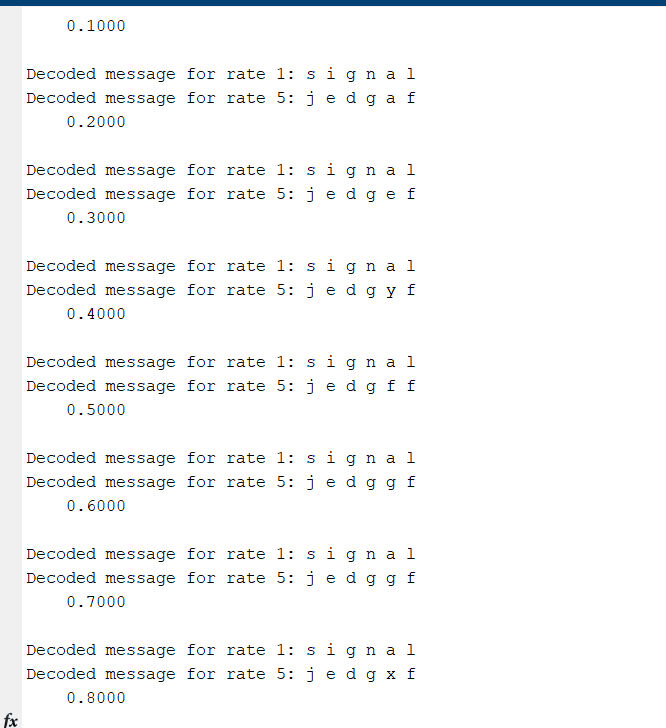 0.1000
Decoded message for rate 1: s i g n a l
Decoded message for rate 5: j e d g a f
0.2000
Decoded message for rate 1: s i g n a l
Decoded message for rate 5: j e d g e f
0.3000
Decoded message for rate 1: s i g n a l
Decoded message for rate 5: j e d g y f
0.4000
Decoded message for rate 1: s i g n a l
Decoded message for rate 5: j e d g f f
0.5000
Decoded message for rate 1: s i g n a l
Decoded message for rate 5: j e d g g f
0.6000
Decoded message for rate 1: s i g n a l
Decoded message for rate 5: j e d g g f
0.7000
Decoded message for rate 1: s i g n a l
Decoded message for rate 5: j e d g x f
0.8000
fx